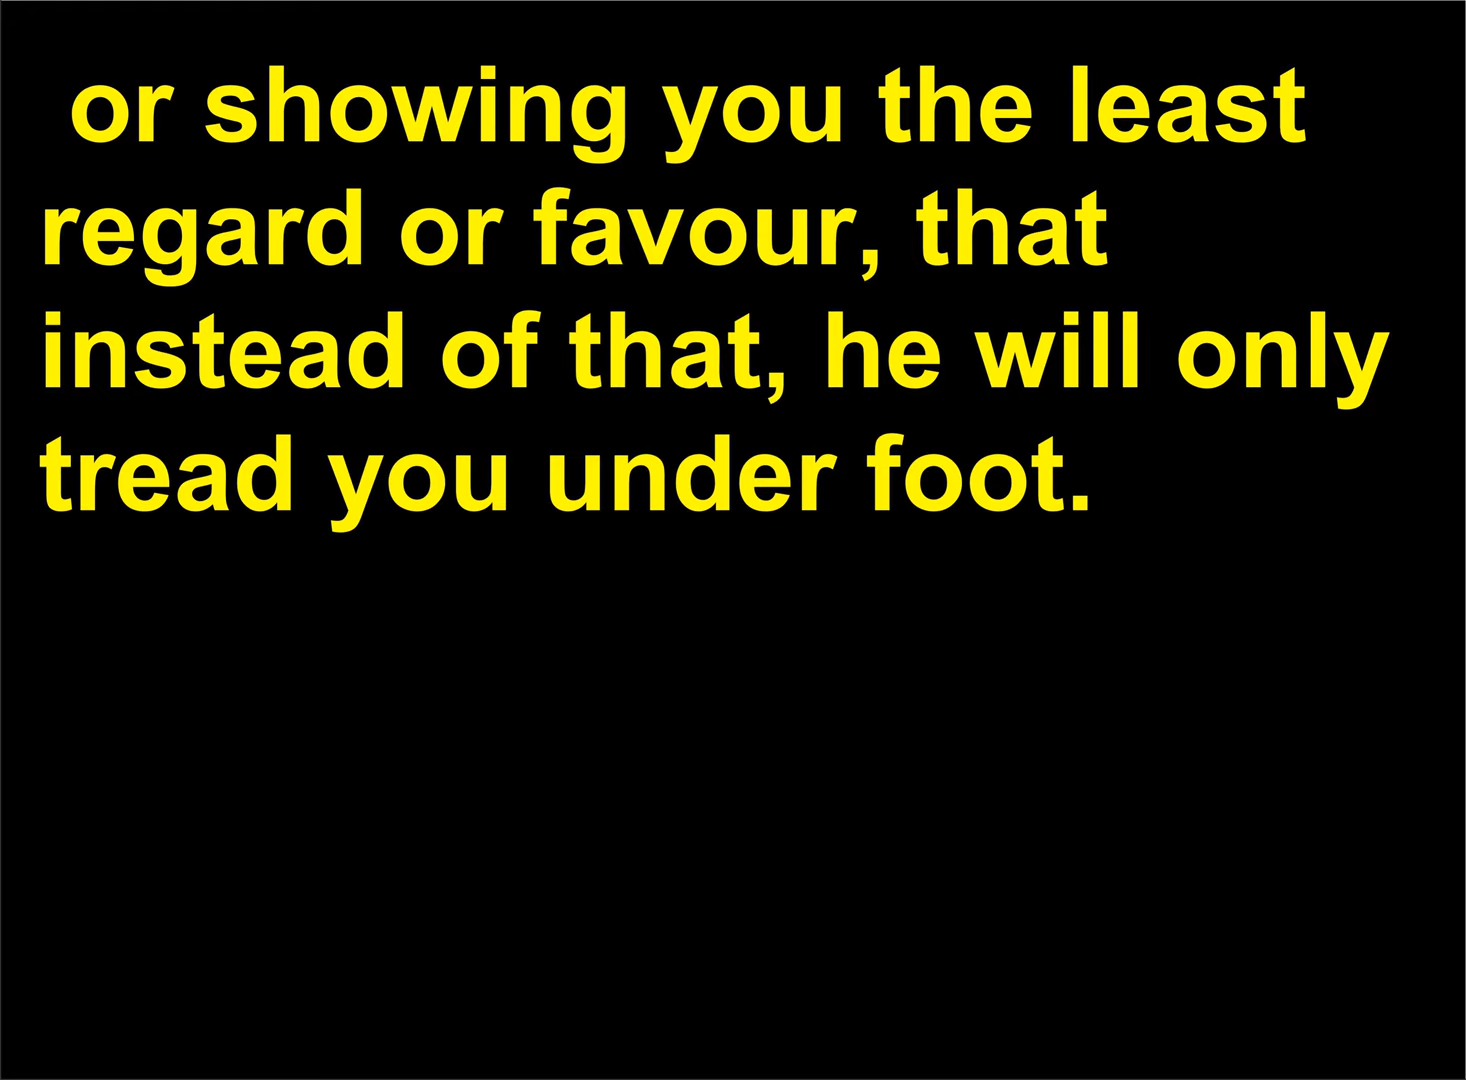 or showing you the least
regard or favour, that
instead of that, he will only
tread you under foot.